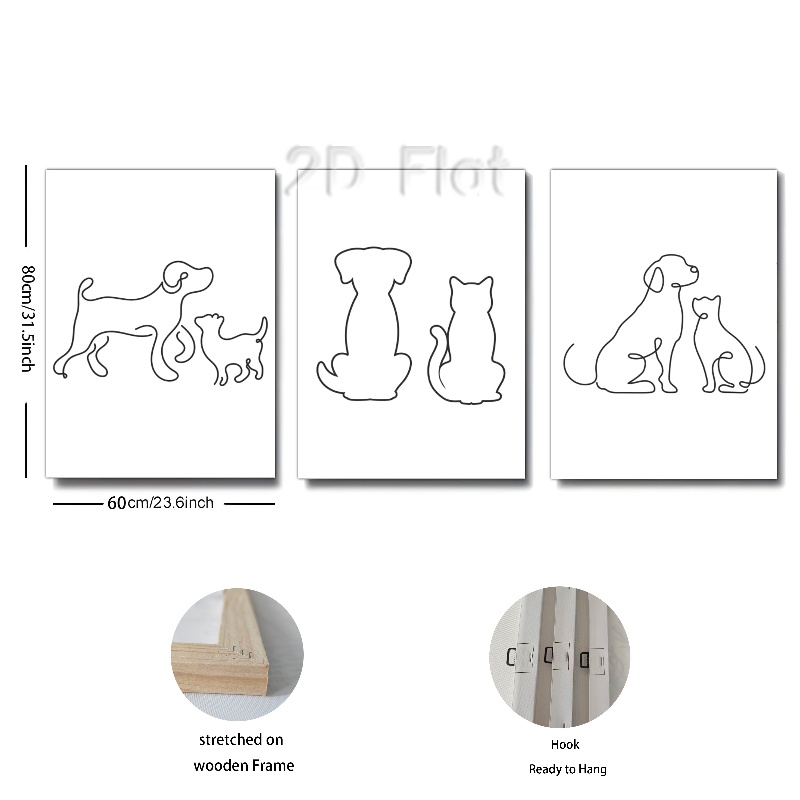 2D Flat
80cm/31.5inch
60cm/23.6inch
stretched on
wooden Frame
Hook
Ready to Hang